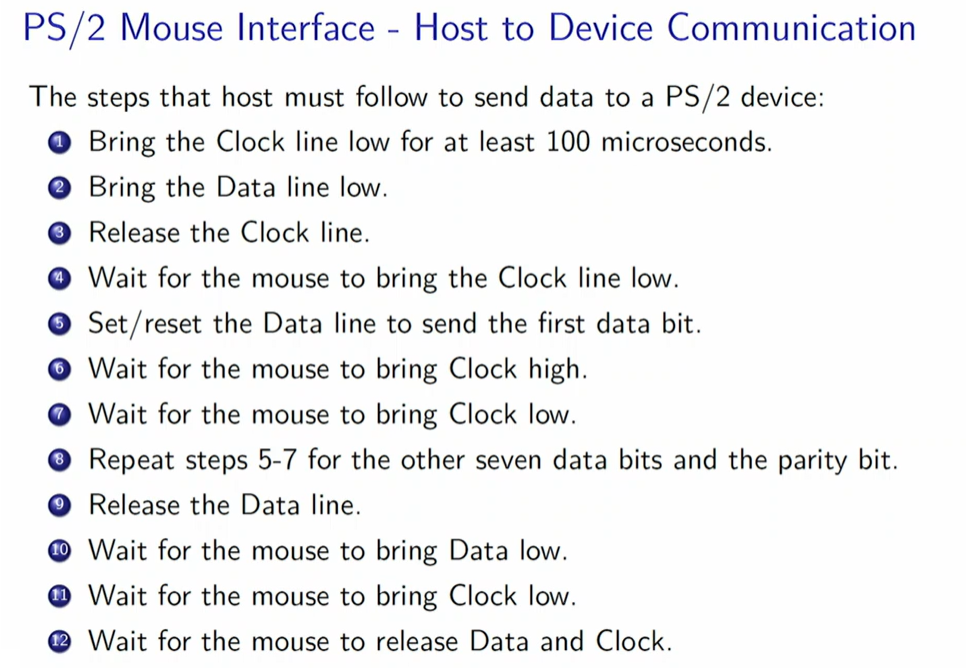 PS/2 Mouse Interface - Host to Device Communication
The steps that host must follow to send data to a PS/2 device:
1 Bring the Clock line low for at least 100 microseconds.
2 Bring the Data line low.
3 Release the Clock line.
4 Wait for the mouse to bring the Clock line low.
5 Set/reset the Data line to send the first data bit.
6 Wait for the mouse to bring Clock high.
7 Wait for the mouse to bring Clock low.
8 Repeat steps 5-7 for the other seven data bits and the parity bit.
9 Release the Data line.
10 Wait for the mouse to bring Data low.
11 Wait for the mouse to bring Clock low.
12 Wait for the mouse to release Data and Clock.